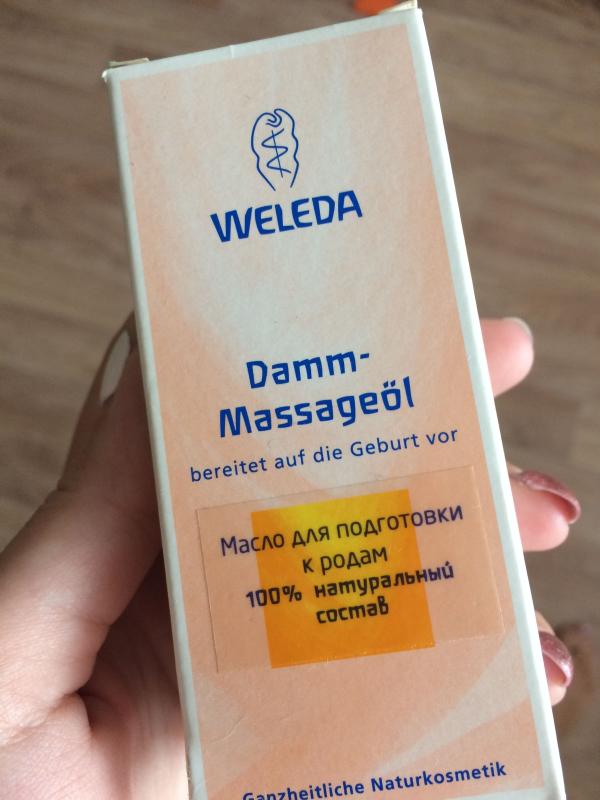 WELEDA
Damm-
Massageöl
bereitet auf die Geburt vor
Масло для подготовки
к родам
100% натуральный
состав
Ganzheitliche Naturkosmetik